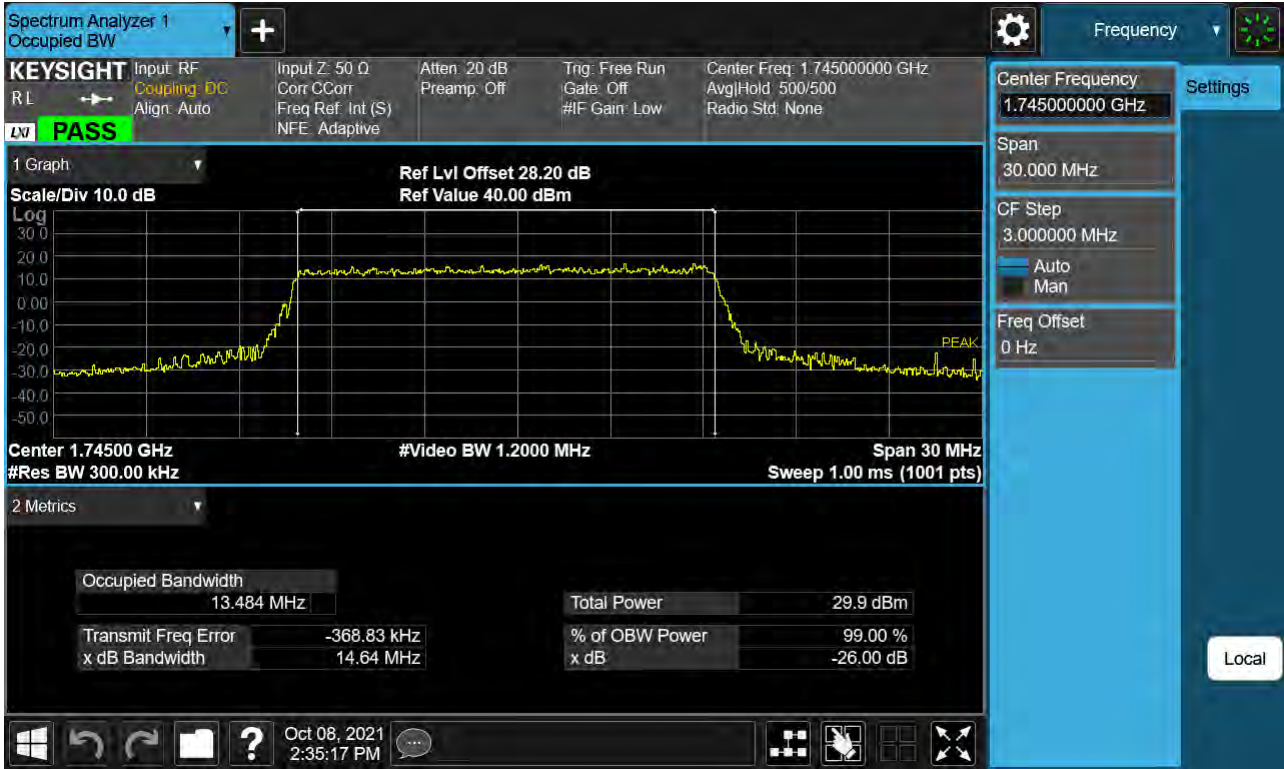 Spectrum Analyzer 1
Occupied BW
Frequency
KEYSIGHT
R L
LXI PASS
Input: RF
Coupling: DC
Align: Auto
Input Z: 50 Ω
Corr CCorr
Freq Ref: Int (S)
NFE: Adaptive
Atten: 20 dB
Preamp: Off
Trig: Free Run
Gate: Off
#IF Gain: Low
Center Freq: 1.745000000 GHz
Avg|Hold: 500/500
Radio Std: None
1 Graph
Scale/Div 10.0 dB
Ref Lvl Offset 28.20 dB
Ref Value 40.00 dBm
Log
30.0
20.0
10.0
0.00
-10.0
-20.0
-30.0
-40.0
-50.0
PEAK
Center 1.74500 GHz
#Video BW 1.2000 MHz
Span 30 MHz
#Res BW 300.00 kHz
Sweep 1.00 ms (1001 pts)
2 Metrics
Occupied Bandwidth
13.484 MHz
Total Power 29.9 dBm
Transmit Freq Error -368.83 kHz
% of OBW Power 99.00 %
x dB Bandwidth 14.64 MHz
x dB -26.00 dB
Center Frequency
1.745000000 GHz
Settings
Span
30.000 MHz
CF Step
3.000000 MHz
Auto
Man
Freq Offset
0 Hz
Local
?
Oct 08, 2021
2:35:17 PM